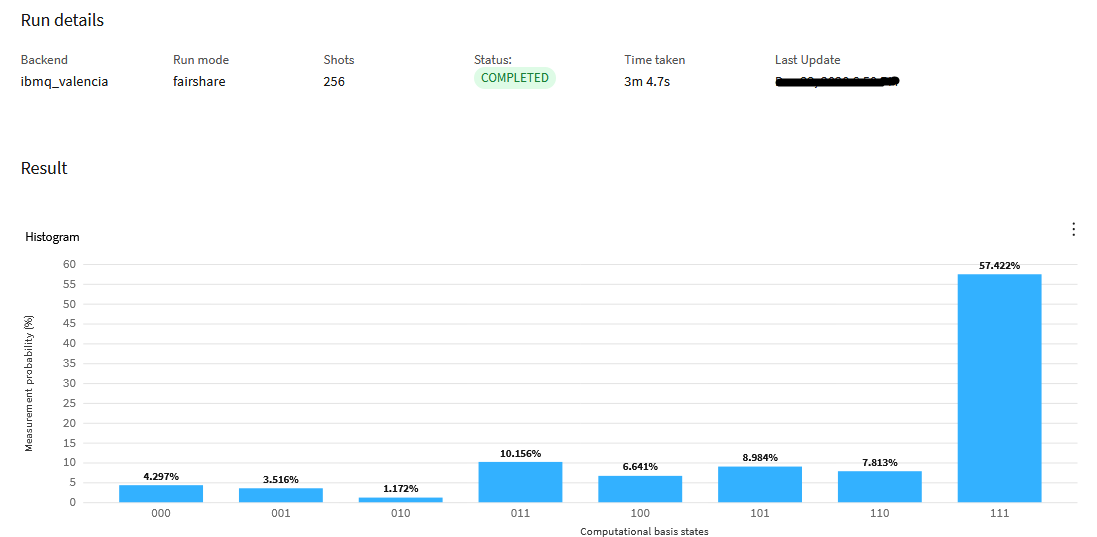 Run details
Backend Run mode Shots Status: Time taken Last Update
ibmq_valencia fairshare 256 COMPLETED 3m 4.7s
Result
Histogram
Measurement probability (%)
60
55
50
45
40
35
30
25
20
15
10
5
0
4.297% 3.516% 1.172% 10.156% 6.641% 8.984% 7.813% 57.422%
000 001 010 011 100 101 110 111
Computational basis states